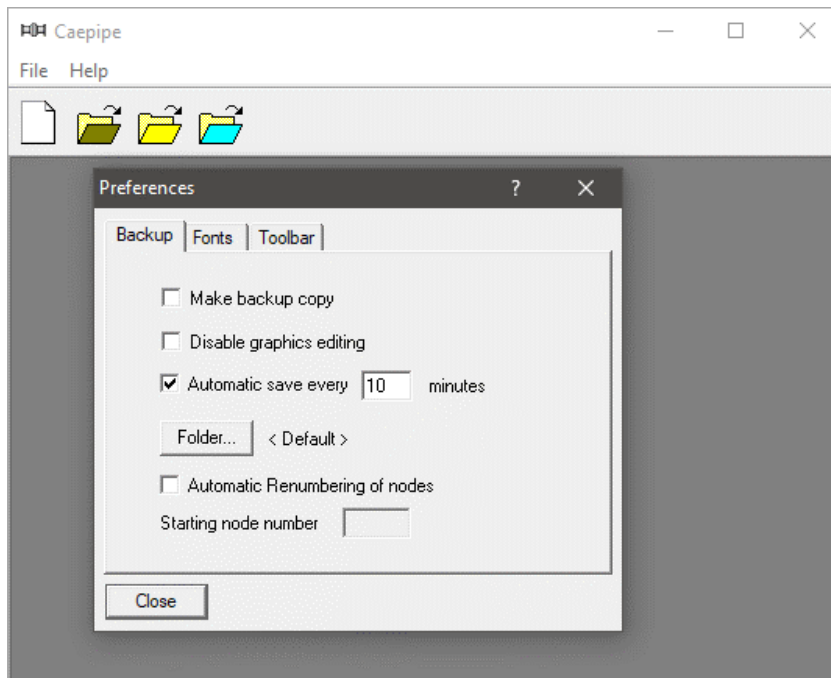 Caepipe
File Help
Preferences ?
Backup Fonts Toolbar
Make backup copy
Disable graphics editing
Automatic save every 10 minutes
Folder... < Default >
Automatic Renumbering of nodes
Starting node number
Close